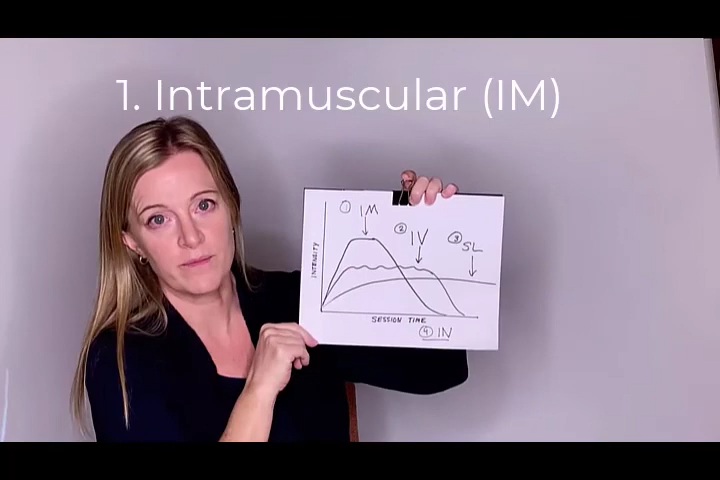 1. Intramuscular (IM)
① IM
② IV
③ SL
INTENSITY
SESSION TIME
④ IN